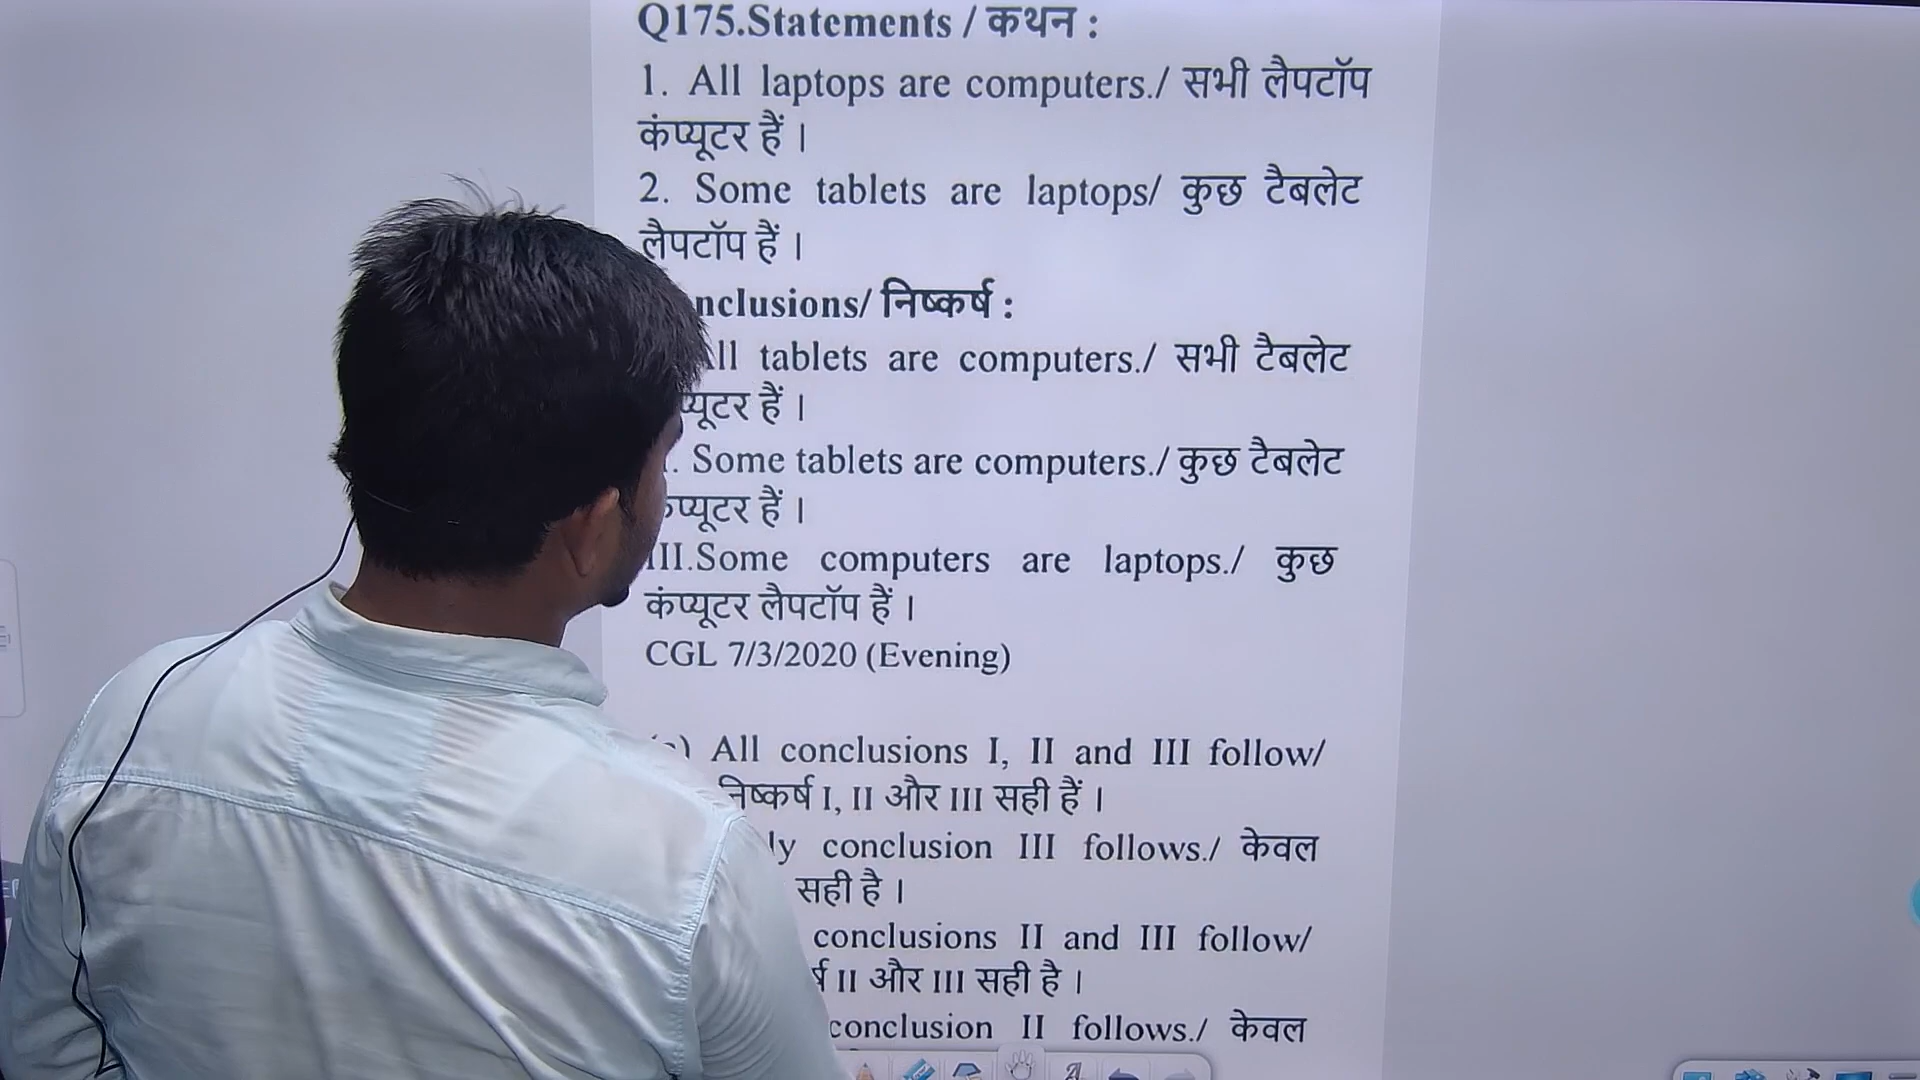 Q175.Statements / कथन :
1. All laptops are computers./ सभी लैपटॉप
कंप्यूटर हैं ।
2. Some tablets are laptops/ कुछ टैबलेट
लैपटॉप हैं ।
nclusions/ निष्कर्ष :
ll tablets are computers./ सभी टैबलेट
प्यूटर हैं ।
. Some tablets are computers./ कुछ टैबलेट
प्यूटर हैं ।
III.Some computers are laptops./ कुछ
कंप्यूटर लैपटॉप हैं ।
CGL 7/3/2020 (Evening)
All conclusions I, II and III follow/
निष्कर्ष I, II और III सही हैं ।
ly conclusion III follows./ केवल
सही है ।
conclusions II and III follow/
II और III सही है ।
conclusion II follows./ केवल